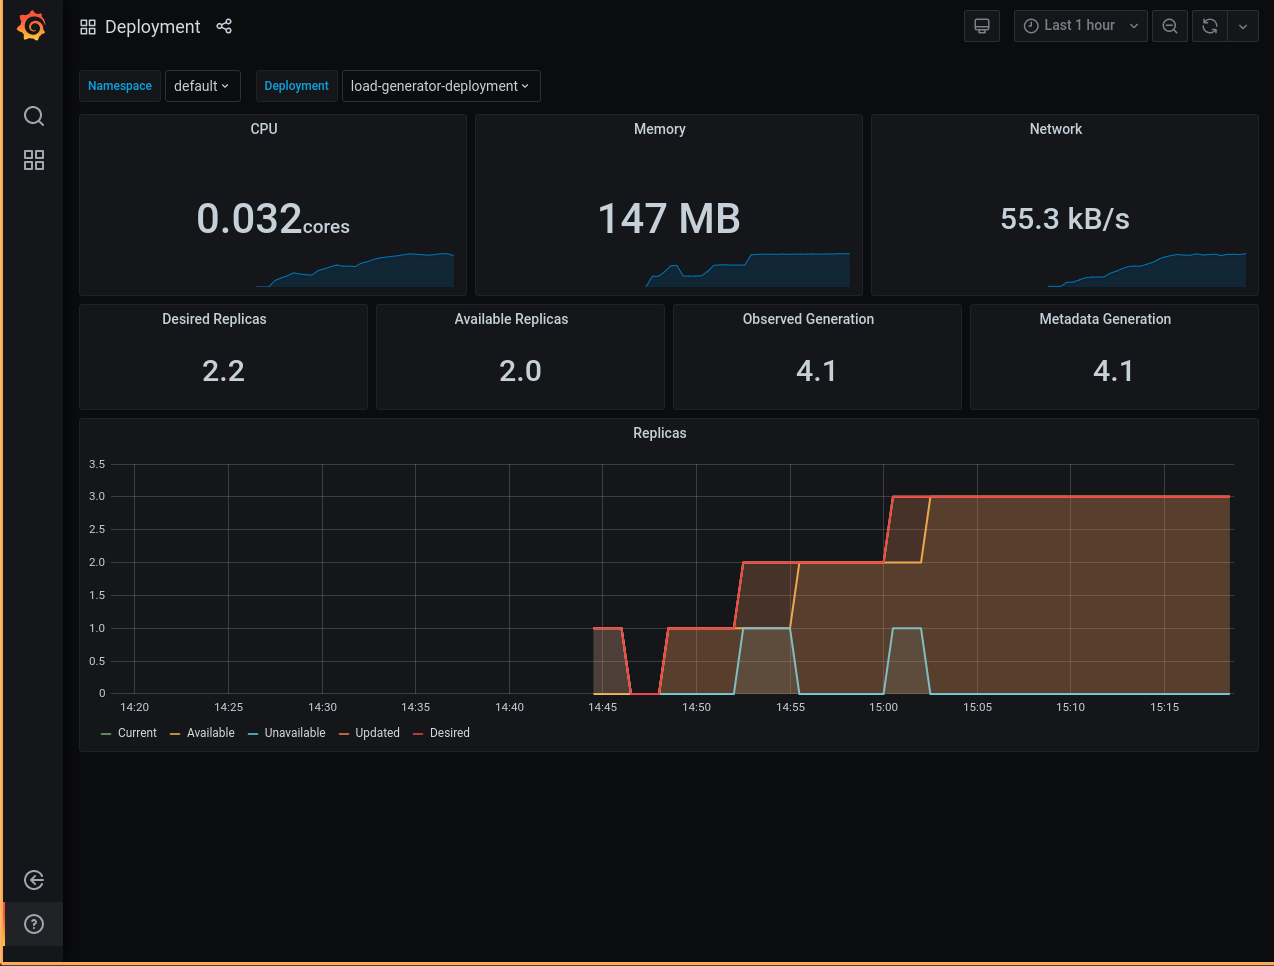 Deployment
Last 1 hour
Namespace default Deployment load-generator-deployment
CPU
0.032cores
Memory
147 MB
Network
55.3 kB/s
Desired Replicas
2.2
Available Replicas
2.0
Observed Generation
4.1
Metadata Generation
4.1
Replicas
3.5
3.0
2.5
2.0
1.5
1.0
0.5
0
14:20 14:25 14:30 14:35 14:40 14:45 14:50 14:55 15:00 15:05 15:10 15:15
Current Available Unavailable Updated Desired